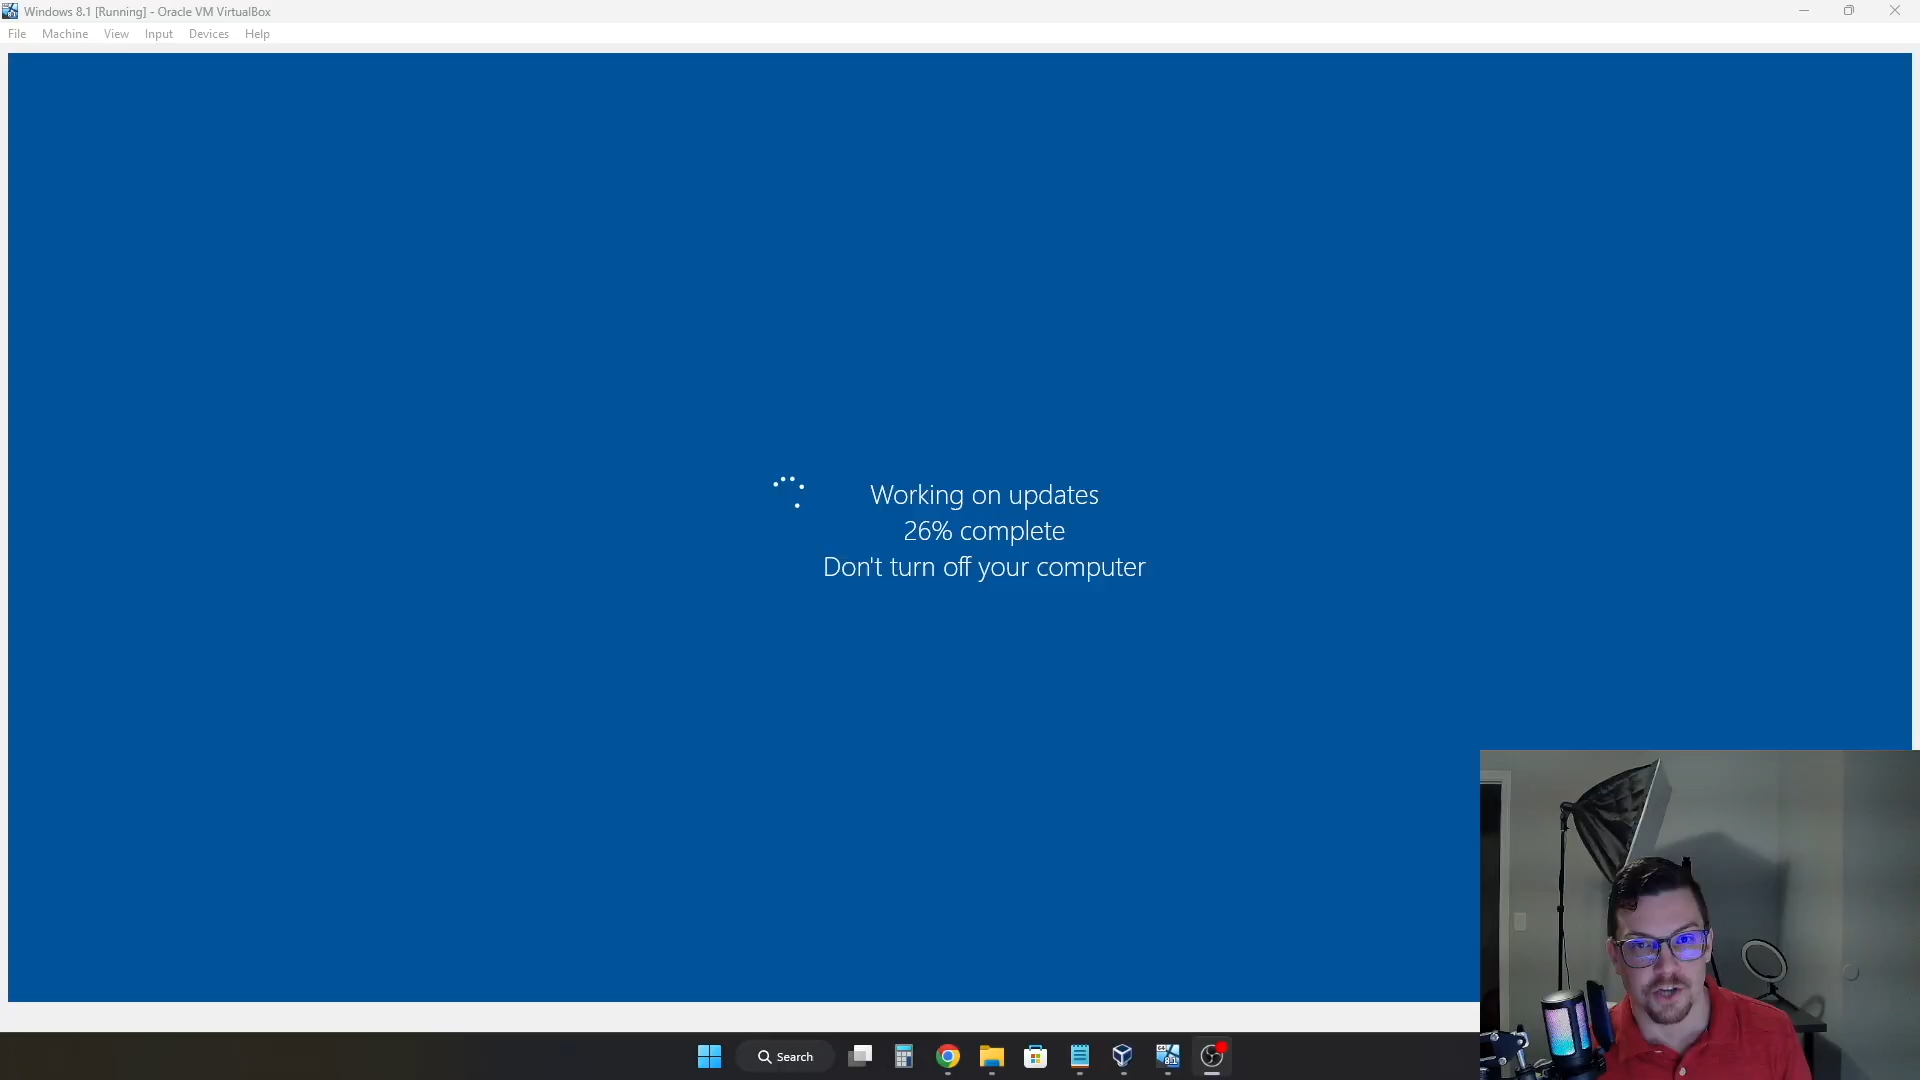 Windows 8.1 [Running] - Oracle VM VirtualBox
File Machine View Input Devices Help
Working on updates
26% complete
Don't turn off your computer
Search